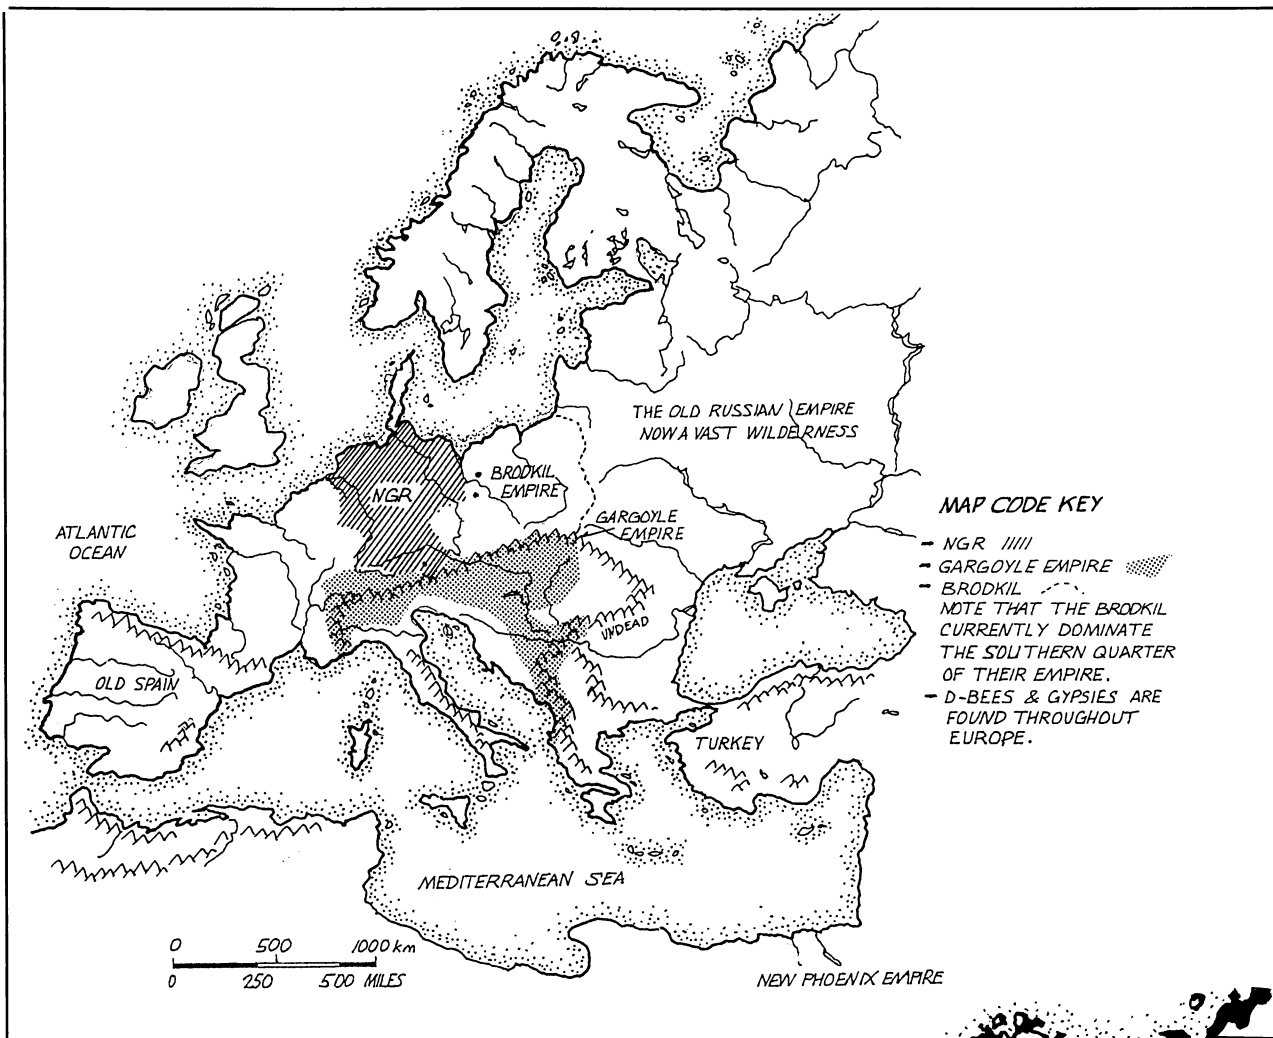 THE OLD RUSSIAN EMPIRE
NOW A VAST WILDERNESS
NGR
BRODKIL
EMPIRE
GARGOYLE
EMPIRE
ATLANTIC
OCEAN
UNDEAD
OLD SPAIN
TURKEY
MEDITERRANEAN SEA
NEW PHOENIX EMPIRE
0 500 1000 km
0 250 500 MILES
MAP CODE KEY
- NGR /////
- GARGOYLE EMPIRE
- BRODKIL
NOTE THAT THE BRODKIL
CURRENTLY DOMINATE
THE SOUTHERN QUARTER
OF THEIR EMPIRE.
- D-BEES & GYPSIES ARE
FOUND THROUGHOUT
EUROPE.